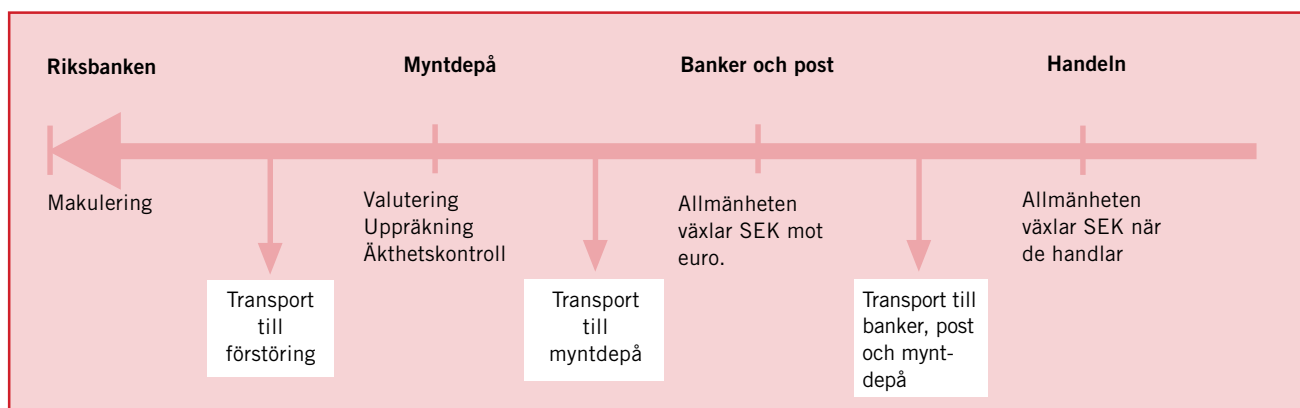 Riksbanken
Myntdepå
Banker och post
Handeln
Makulering
Valutering
Uppräkning
Äkthetskontroll
Allmänheten
växlar SEK mot
euro.
Allmänheten
växlar SEK när
de handlar
Transport
till
förstöring
Transport
till
myntdepå
Transport till
banker, post
och mynt-
depå